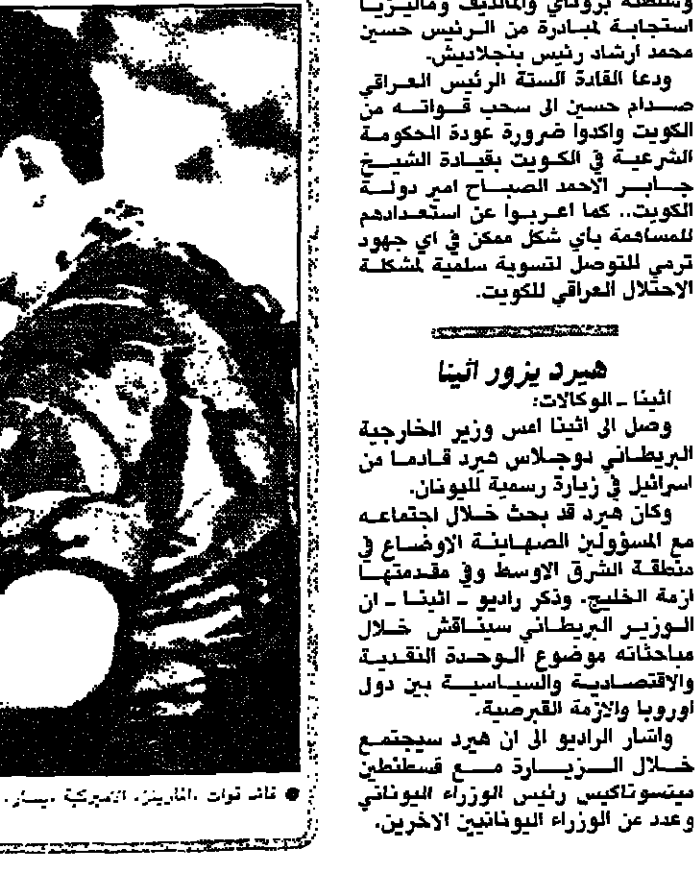 وسلطنة بروناي والمالديف وماليزيا
استجابة لمبادرة من الرئيس حسين
محمد ارشاد رئيس بنجلاديش.
ودعا القادة الستة الرئيس العراقي
صدام حسين الى سحب قواته من
الكويت واكدوا ضرورة عودة الحكومة
الشرعية في الكويت بقيادة الشيخ
جابر الاحمد الصباح امير دولة
الكويت.. كما اعربوا عن استعدادهم
للمساهمة بأي شكل ممكن في اي جهود
ترمي للتوصل لتسوية سلمية لمشكلة
الاحتلال العراقي للكويت.
هيرد يزور اثينا
اثينا ـ الوكالات:
وصل الى اثينا امس وزير الخارجية
البريطاني دوجلاس هيرد قادما من
اسرائيل في زيارة رسمية لليونان.
وكان هيرد قد بحث خلال اجتماعه
مع المسؤولين الصهاينة الاوضاع في
منطقة الشرق الاوسط وفي مقدمتها
ازمة الخليج. وذكر راديو ـ اثينا ـ ان
الوزير البريطاني سيناقش خلال
مباحثاته موضوع الوحدة النقدية
والاقتصادية والسياسية بين دول
اوروبا والازمة القبرصية.
واشار الراديو الى ان هيرد سيجتمع
خلال الزيارة مع قسطنطين
ميتسوتاكيس رئيس الوزراء اليوناني
وعدد من الوزراء اليونانيين الاخرين.
● قائد قوات «المارينز» الاميركية «يسار»